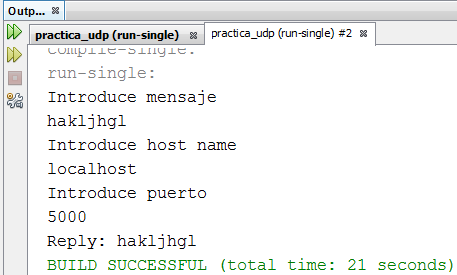 Outp...
practica_udp (run-single)
practica_udp (run-single) #2
compile-single:
run-single:
Introduce mensaje
hakljhgl
Introduce host name
localhost
Introduce puerto
5000
Reply: hakljhgl
BUILD SUCCESSFUL (total time: 21 seconds)